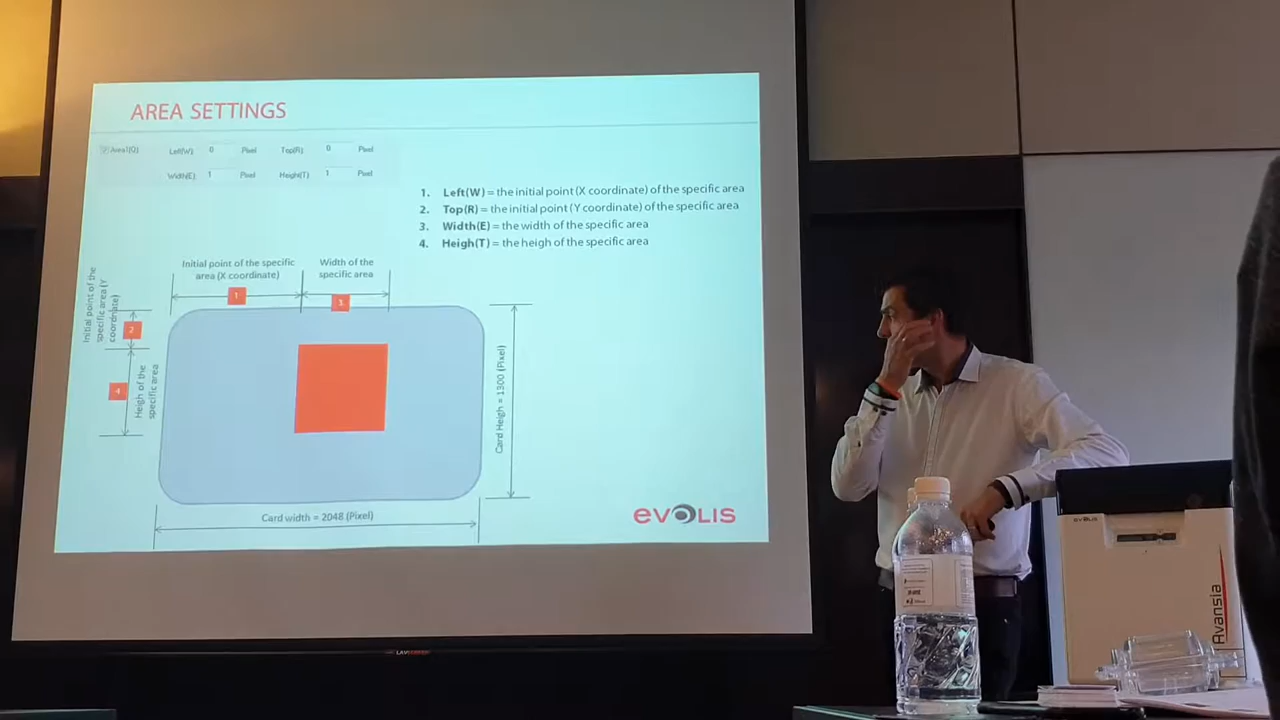 AREA SETTINGS
Area1(Q) Left(W) 0 Pixel Top(R) 0 Pixel
Width(E) 1 Pixel Height(T) 1 Pixel
1. Left(W) = the initial point (X coordinate) of the specific area
2. Top(R) = the initial point (Y coordinate) of the specific area
3. Width(E) = the width of the specific area
4. Heigh(T) = the heigh of the specific area
Initial point of the specific
area (X coordinate)
Width of the
specific area
1
3
Initial point of the
specific area (Y
coordinate)
2
4
Heigh of the
specific area
Card Heigh = 1300 (Pixel)
Card width = 2048 (Pixel)
evolis
evolis
Avansia